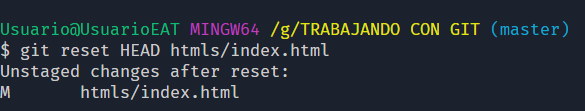 Usuario@UsuarioEAT MINGW64 /g/TRABAJANDO CON GIT (master)
$ git reset HEAD htmls/index.html
Unstaged changes after reset:
M       htmls/index.html